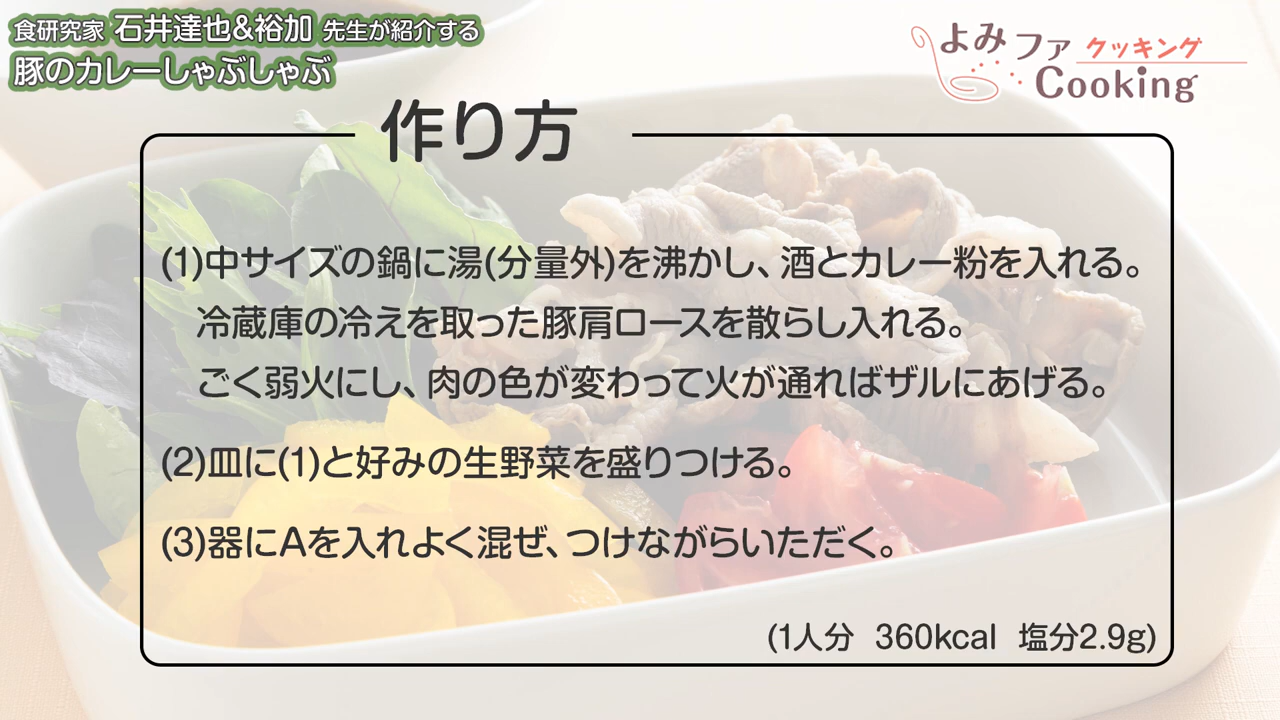 食研究家 石井達也&裕加 先生が紹介する
豚のカレーしゃぶしゃぶ
よみファクッキング
Cooking
作り方
(1)中サイズの鍋に湯(分量外)を沸かし、酒とカレー粉を入れる。
冷蔵庫の冷えを取った豚肩ロースを散らし入れる。
ごく弱火にし、肉の色が変わって火が通ればザルにあげる。
(2)皿に(1)と好みの生野菜を盛りつける。
(3)器にAを入れよく混ぜ、つけながらいただく。
(1人分 360kcal 塩分2.9g)